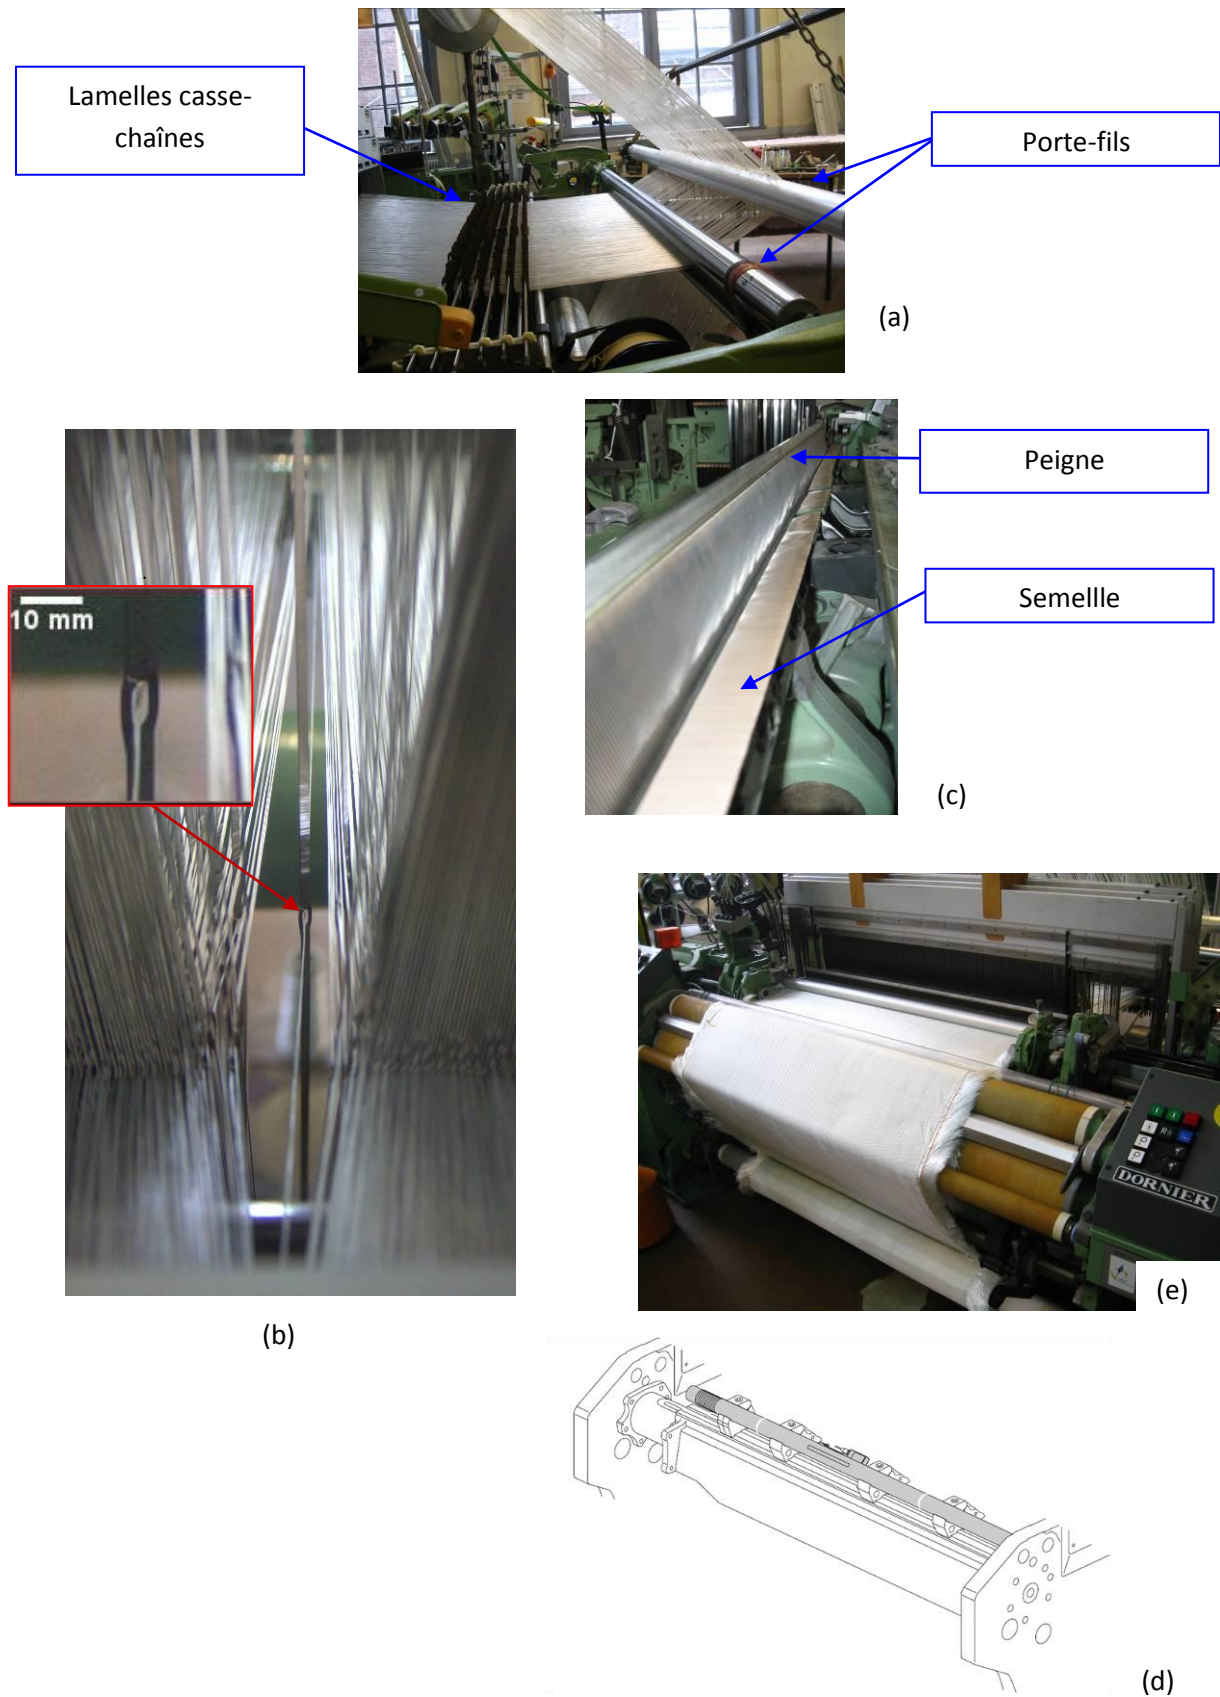 Lamelles casse-
chaînes
Porte-fils
(a)
Peigne
10 mm
Semellle
(c)
DORNIER
(e)
(b)
(d)